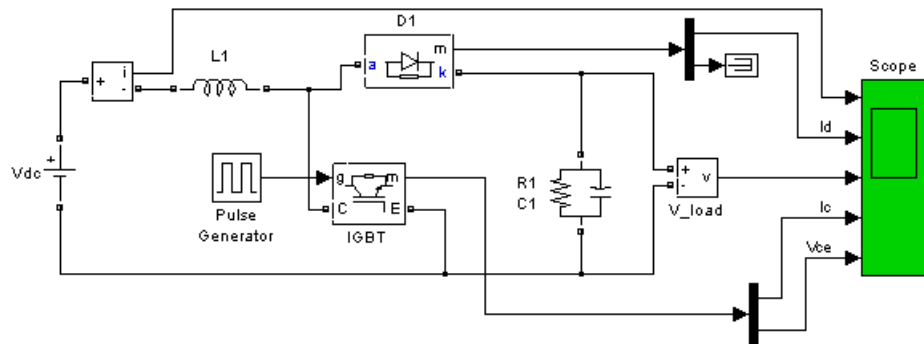 D1
L1
i
+
-
a
m
k
Scope
Id
+
Vdc
g
m
C
E
Pulse
Generator
IGBT
R1
C1
+
-
v
V_load
Ic
Vce